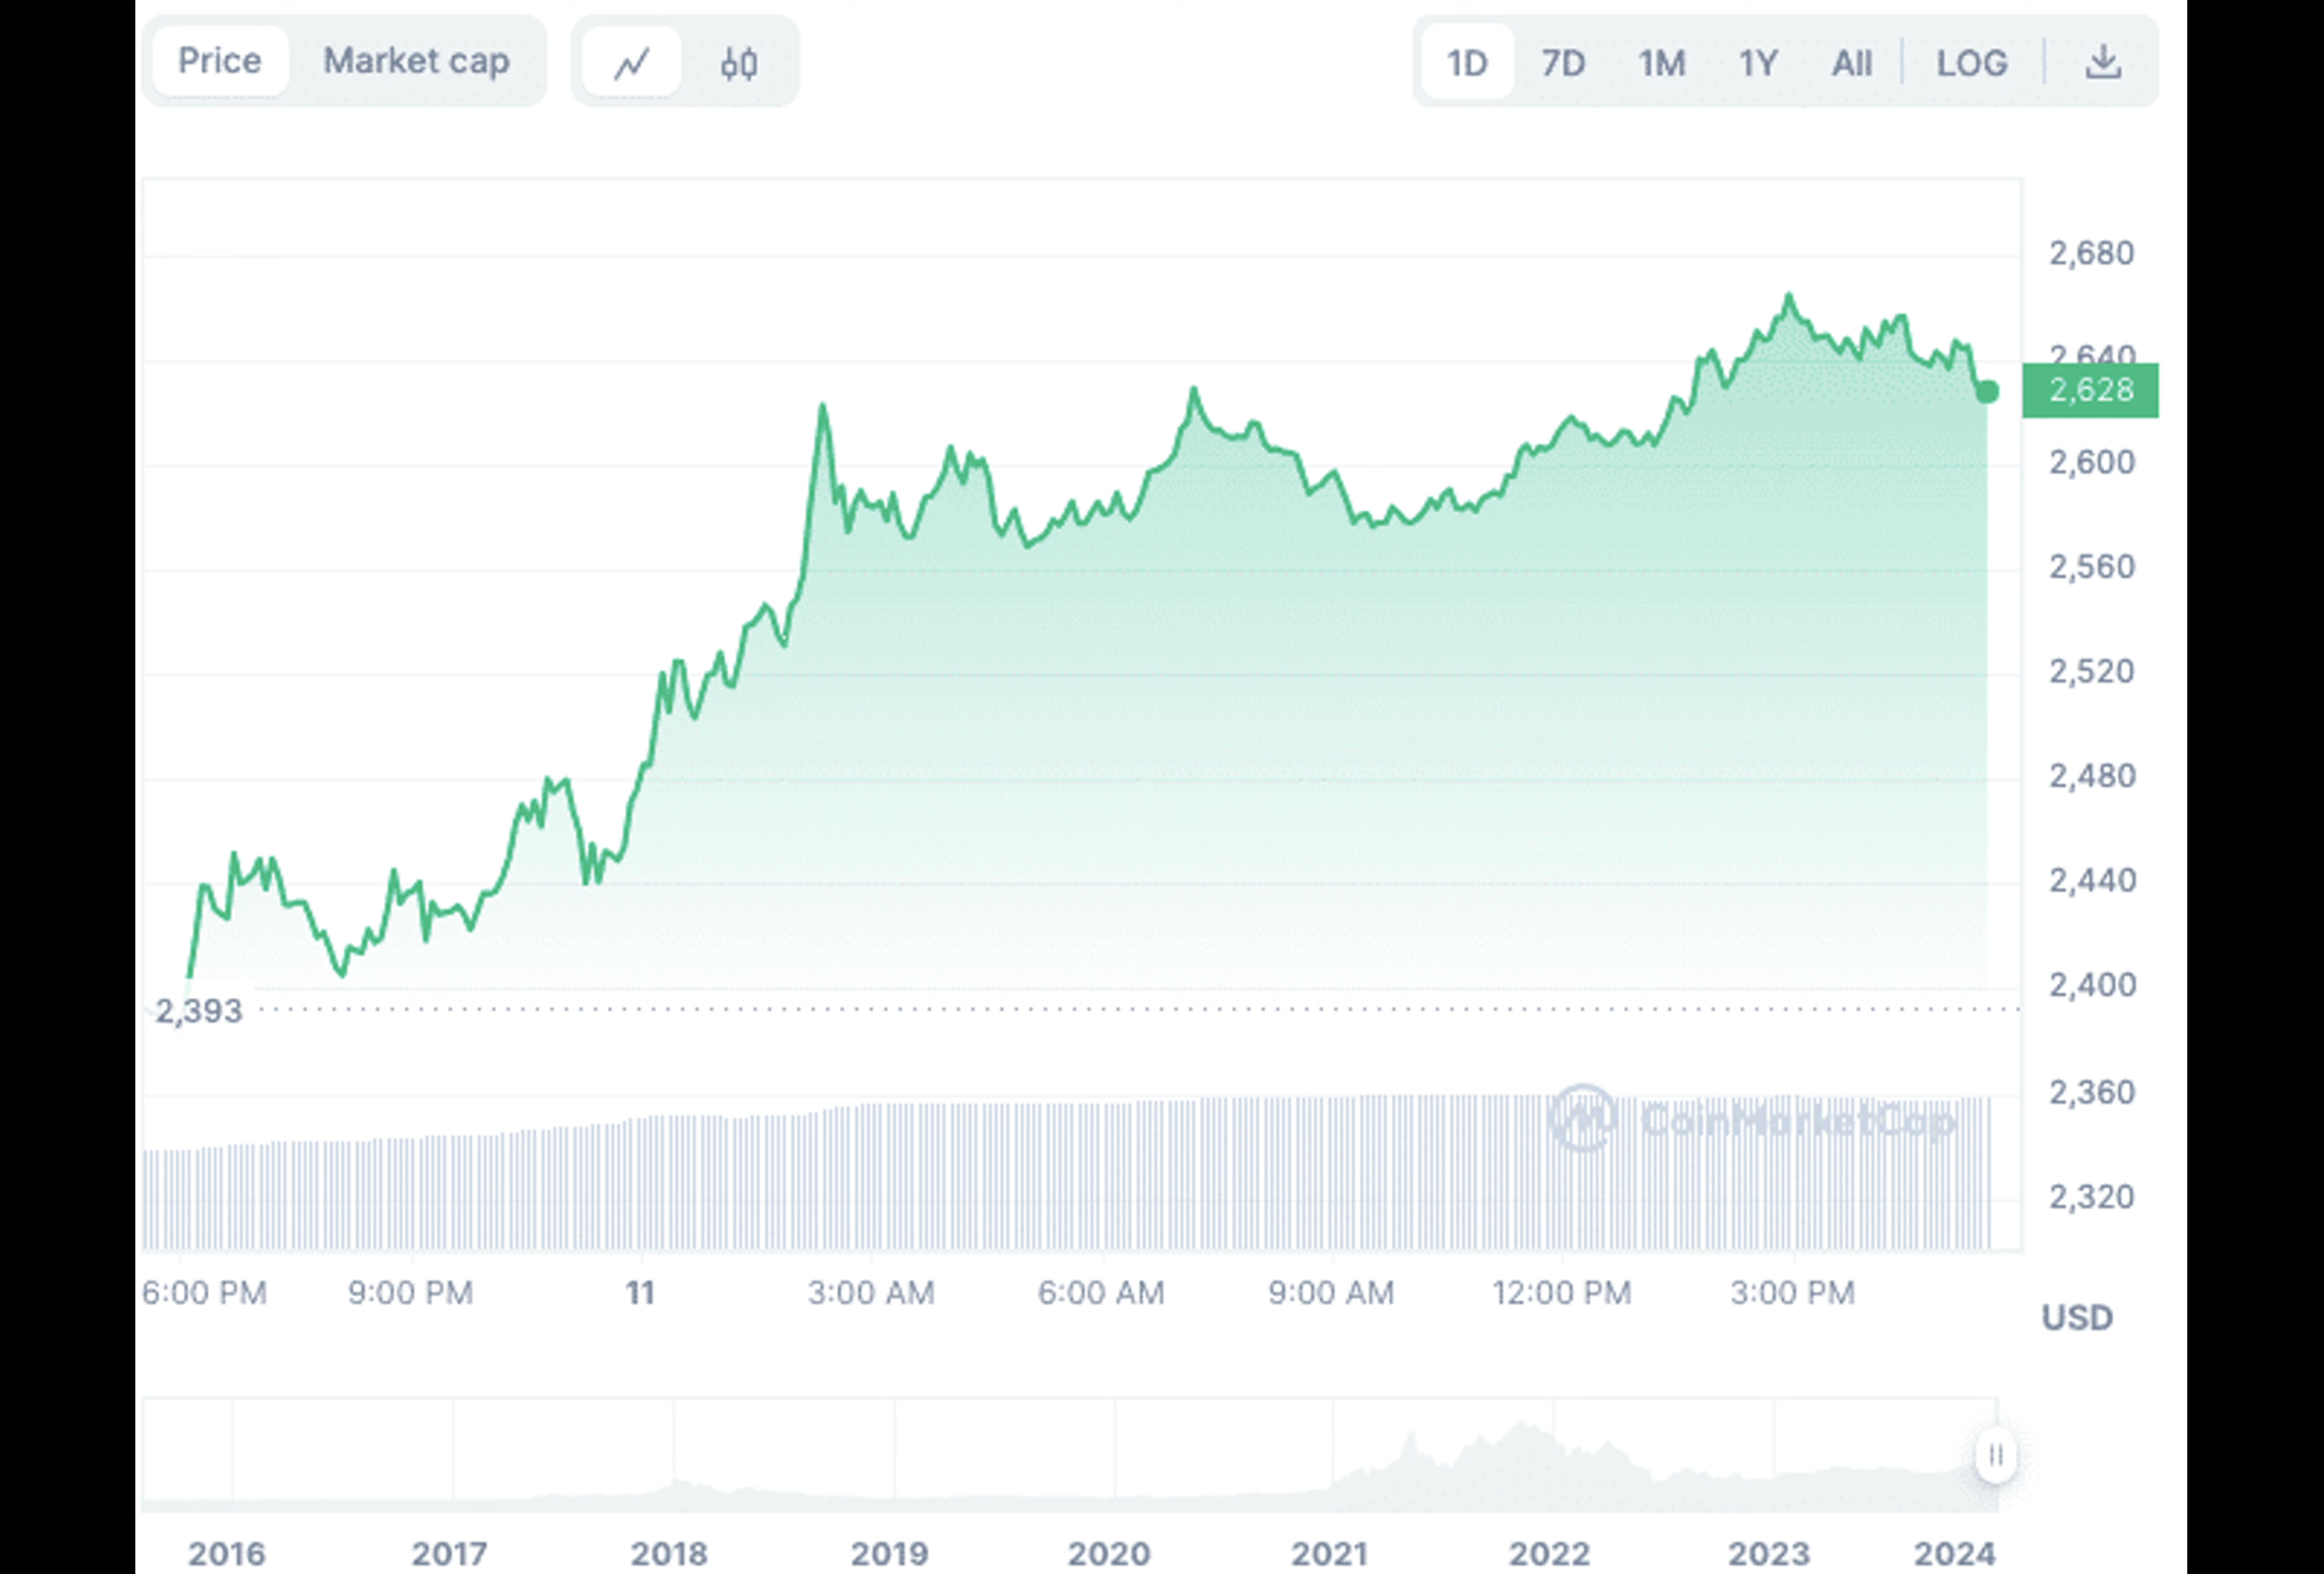 Price Market cap 1D 7D 1M 1Y All LOG
2,680
2,640
2,628
2,600
2,560
2,520
2,480
2,440
2,400
2,393
2,360
CoinMarketCap
2,320
6:00 PM 9:00 PM 11 3:00 AM 6:00 AM 9:00 AM 12:00 PM 3:00 PM
USD
2016 2017 2018 2019 2020 2021 2022 2023 2024